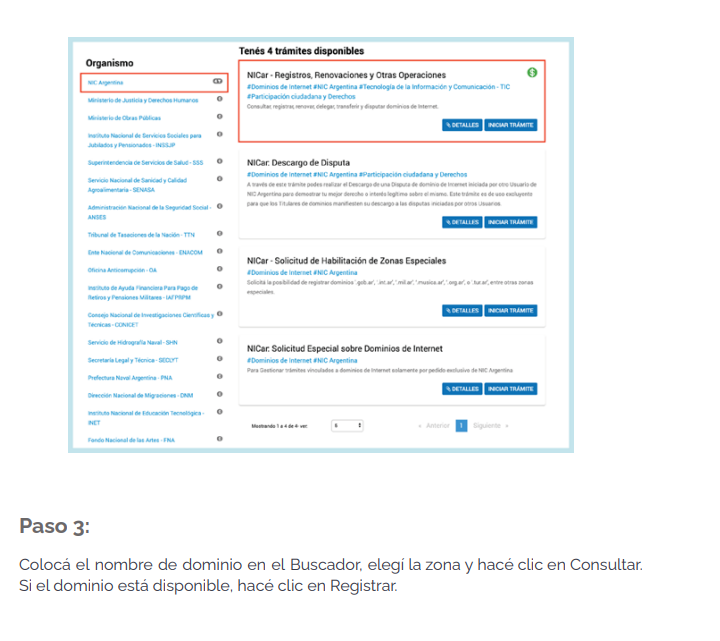 Organismo
NIC Argentina
Ministerio de Justicia y Derechos Humanos
Ministerio de Obras Públicas
Instituto Nacional de Servicios Sociales para
Jubilados y Pensionados - INSSJP
Superintendencia de Servicios de Salud - SSS
Servicio Nacional de Sanidad y Calidad
Agroalimentaria - SENASA
Administración Nacional de la Seguridad Social -
ANSES
Tribunal de Tasaciones de la Nación - TTN
Ente Nacional de Comunicaciones - ENACOM
Oficina Anticorrupción - OA
Instituto de Ayuda Financiera Para Pago de
Retiros y Pensiones Militares - IAFPRPM
Consejo Nacional de Investigaciones Científicas y
Técnicas - CONICET
Servicio de Hidrografía Naval - SHN
Secretaría Legal y Técnica - SECLYT
Prefectura Naval Argentina - PNA
Dirección Nacional de Migraciones - DNM
Instituto Nacional de Educación Tecnológica -
INET
Fondo Nacional de las Artes - FNA
Tenés 4 trámites disponibles
NICar - Registros, Renovaciones y Otras Operaciones
$
#Dominios de Internet #NIC Argentina #Tecnología de la Información y Comunicación - TIC
#Participación ciudadana y Derechos
Consultar, registrar, renovar, delegar, transferir y disputar dominios de Internet.
DETALLES INICIAR TRÁMITE
NICar: Descargo de Disputa
#Dominios de Internet #NIC Argentina #Participación ciudadana y Derechos
A través de este trámite podés realizar el Descargo de una Disputa de dominio de Internet iniciada por otro Usuario de
NIC Argentina para demostrar tu mejor derecho o interés legítimo sobre el mismo. Este trámite es de uso exclusivo
para que los Titulares de dominios manifiesten su descargo a las disputas iniciadas por otros Usuarios.
DETALLES INICIAR TRÁMITE
NICar - Solicitud de Habilitación de Zonas Especiales
#Dominios de Internet #NIC Argentina
Solicitá la posibilidad de registrar dominios '.gob.ar', '.int.ar', '.mil.ar', '.musica.ar', '.org.ar', o '.tur.ar', entre otras zonas
especiales.
DETALLES INICIAR TRÁMITE
NICar: Solicitud Especial sobre Dominios de Internet
#Dominios de Internet #NIC Argentina
Para Gestionar trámites vinculados a dominios de Internet solamente por pedido exclusivo de NIC Argentina
DETALLES INICIAR TRÁMITE
Mostrando 1 a 4 de 4 ver:
« Anterior 1 Siguiente »
Paso 3:
Colocá el nombre de dominio en el Buscador, elegí la zona y hacé clic en Consultar.
Si el dominio está disponible, hacé clic en Registrar.